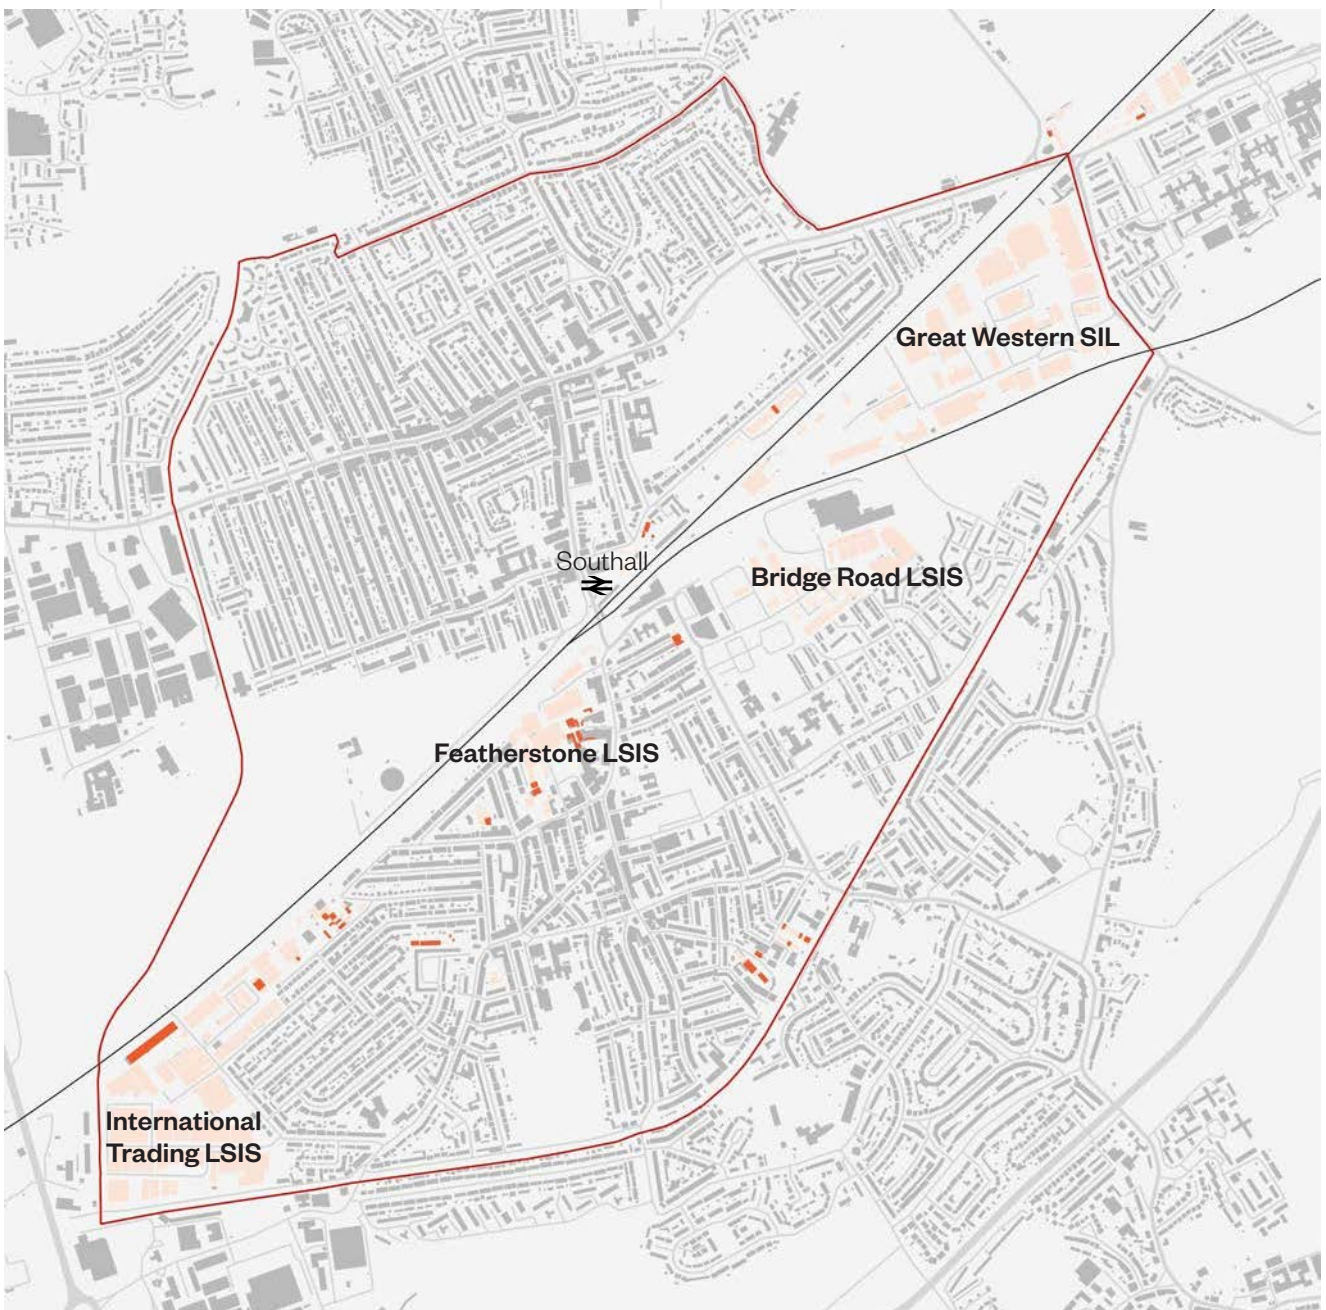 Great Western SIL
Southall
Bridge Road LSIS
Featherstone LSIS
International
Trading LSIS